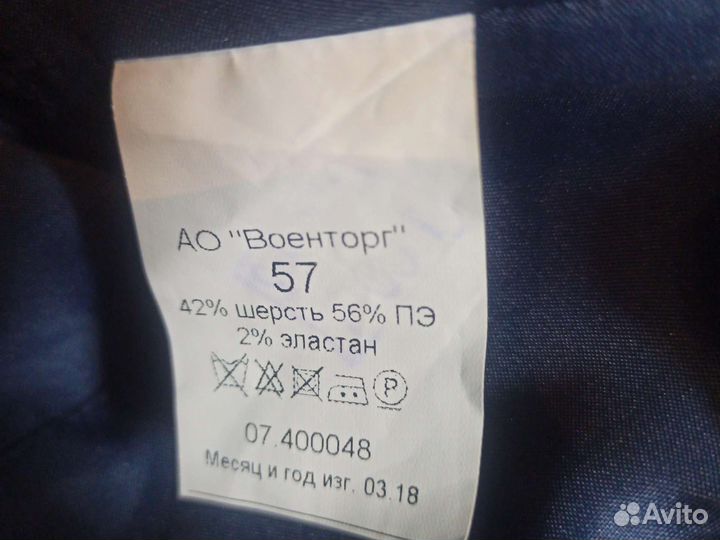 АО "Военторг"
57
42% шерсть 56% ПЭ
2% эластан
P
07.400048
Месяц и год изг. 03.18
Avito